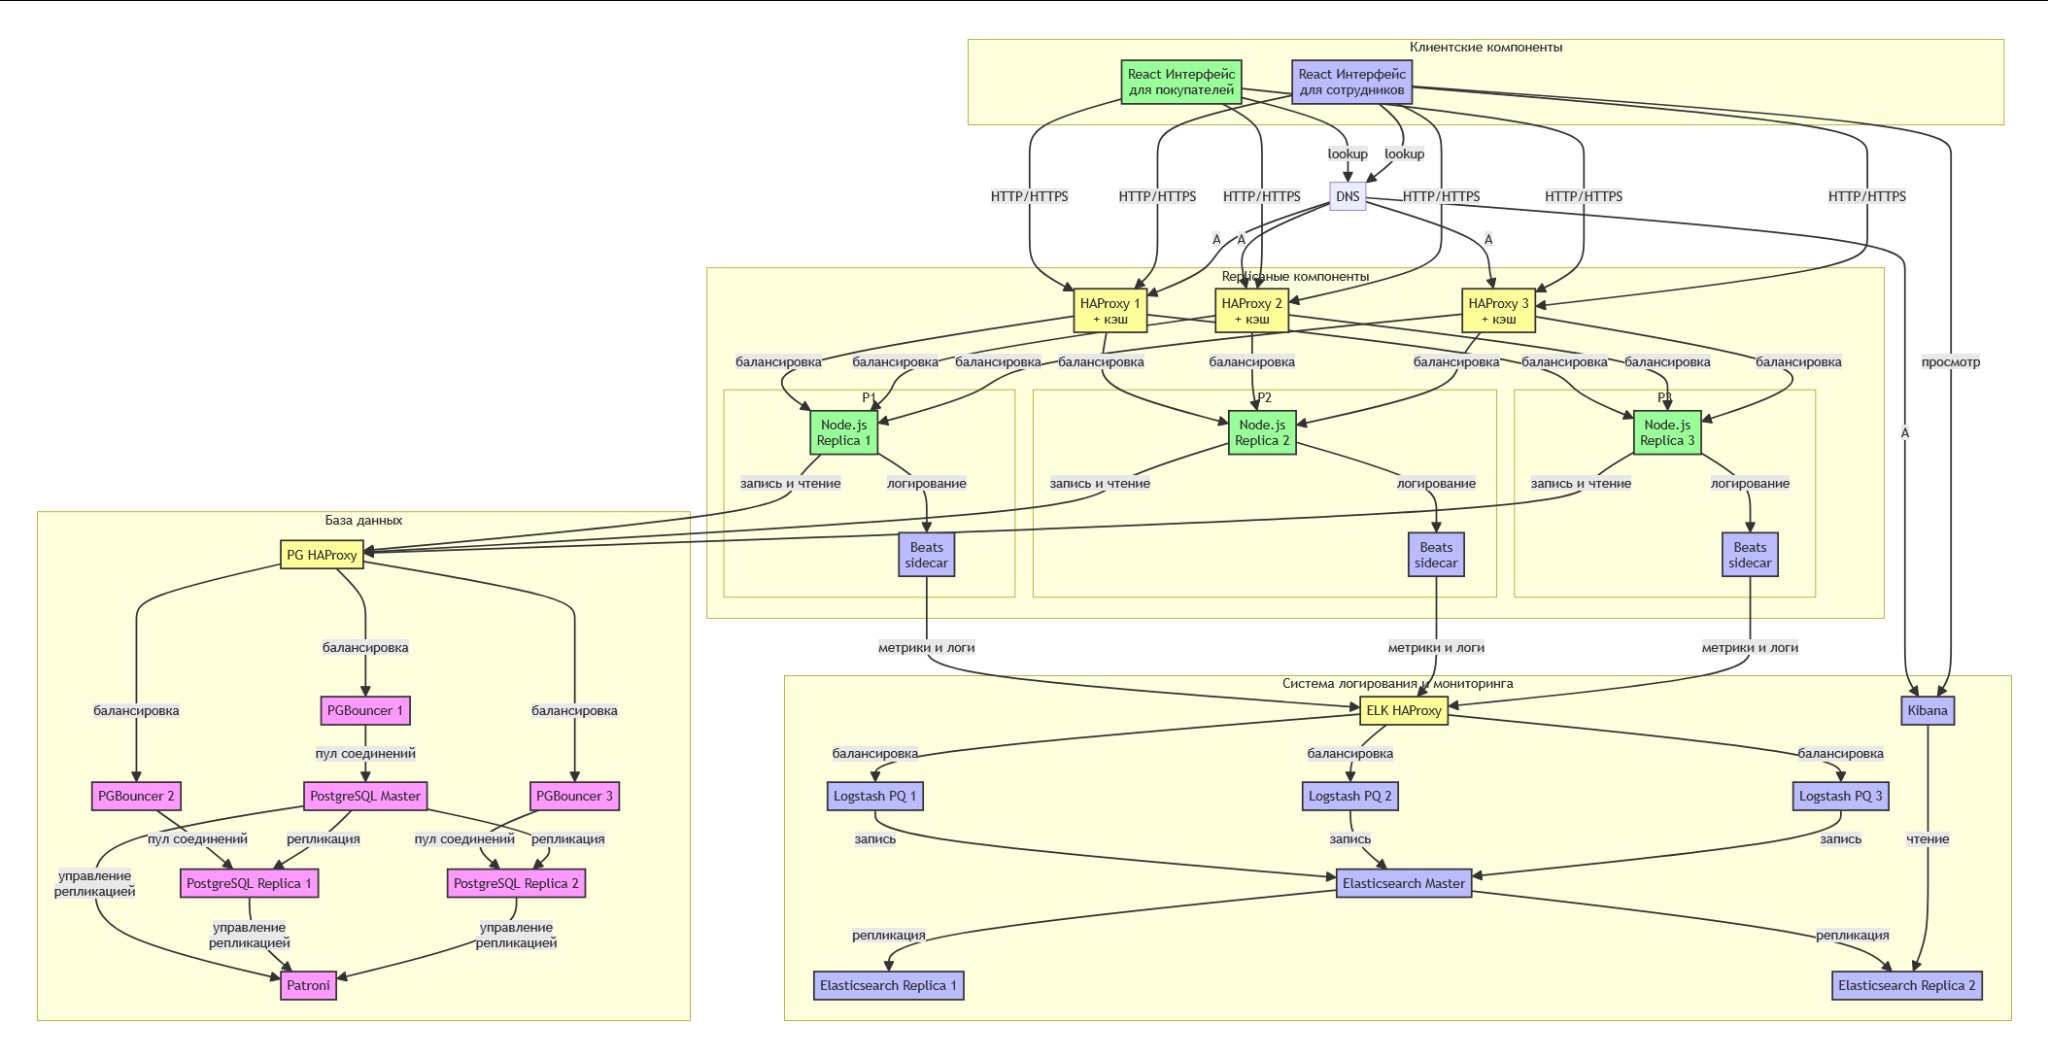 Клиентские компоненты
React Интерфейс
для покупателей
React Интерфейс
для сотрудников
lookup
lookup
HTTP/HTTPS
HTTP/HTTPS
HTTP/HTTPS
DNS
HTTP/HTTPS
HTTP/HTTPS
HTTP/HTTPS
A
A
A
Replicaные компоненты
HAProxy 1
+ кэш
HAProxy 2
+ кэш
HAProxy 3
+ кэш
балансировка
балансировка
балансировка
балансировка
балансировка
балансировка
балансировка
балансировка
балансировка
просмотр
P1
P2
P3
Node.js
Replica 1
Node.js
Replica 2
Node.js
Replica 3
A
запись и чтение
логирование
запись и чтение
логирование
запись и чтение
логирование
База данных
PG HAProxy
Beats
sidecar
Beats
sidecar
Beats
sidecar
балансировка
метрики и логи
метрики и логи
метрики и логи
Система логирования и мониторинга
балансировка
PGBouncer 1
балансировка
ELK HAProxy
Kibana
пул соединений
балансировка
балансировка
балансировка
PGBouncer 2
PostgreSQL Master
PGBouncer 3
Logstash PQ 1
Logstash PQ 2
Logstash PQ 3
пул соединений
репликация
пул соединений
репликация
запись
запись
запись
чтение
управление
репликацией
PostgreSQL Replica 1
PostgreSQL Replica 2
Elasticsearch Master
управление
репликацией
управление
репликацией
репликация
репликация
Patroni
Elasticsearch Replica 1
Elasticsearch Replica 2